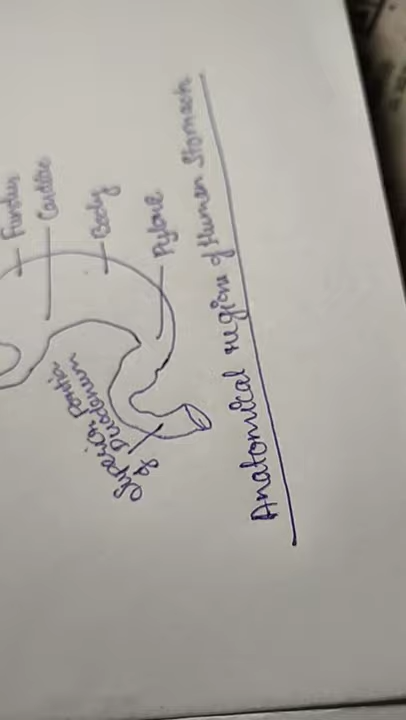 Fundus
Cardiac
Body
Pyloric
Superior Portion
of Duodenum
Anatomical regions of Human Stomach